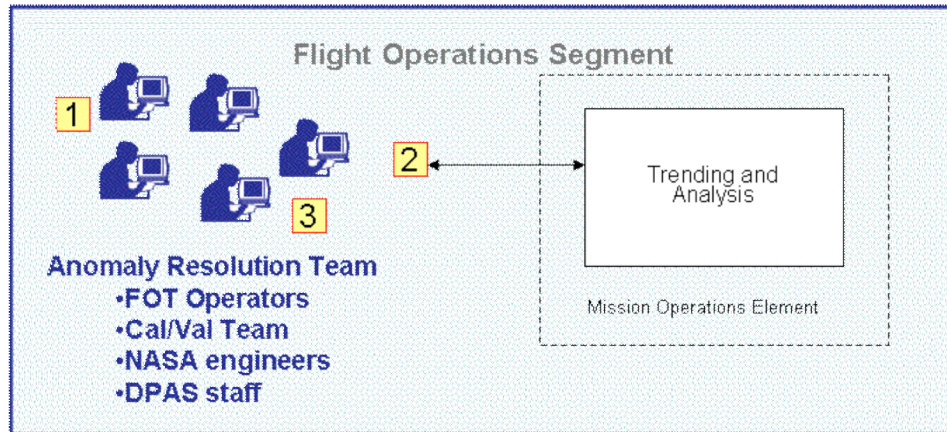 Flight Operations Segment
1
2
3
Trending and
Analysis
Mission Operations Element
Anomaly Resolution Team
•FOT Operators
•Cal/Val Team
•NASA engineers
•DPAS staff